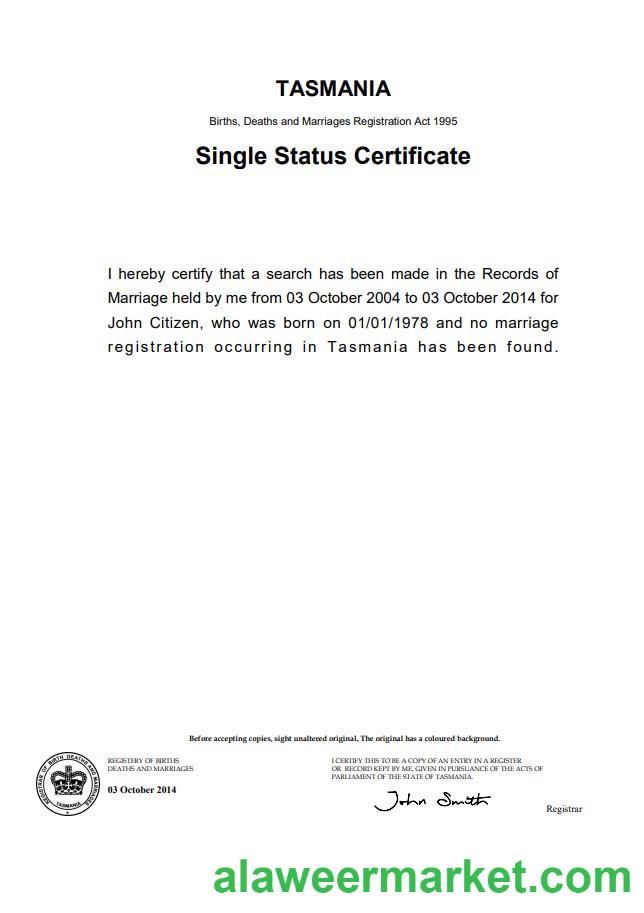 TASMANIA
Births, Deaths and Marriages Registration Act 1995
Single Status Certificate
I hereby certify that a search has been made in the Records of
Marriage held by me from 03 October 2004 to 03 October 2014 for
John Citizen, who was born on 01/01/1978 and no marriage
registration occurring in Tasmania has been found.
Before accepting copies, sight unaltered original, The original has a coloured background.
REGISTRAR OF BIRTH DEATHS AND MARRIAGES
TASMANIA
REGISTERY OF BIRTHS
DEATHS AND MARRIAGES
03 October 2014
I CERTIFY THIS TO BE A COPY OF AN ENTRY IN A REGISTER
OR RECORD KEPT BY ME, GIVEN IN PURSUANCE OF THE ACTS OF
PARLIAMENT OF THE STATE OF TASMANIA.
John Smith
Registrar
alaweermarket.com